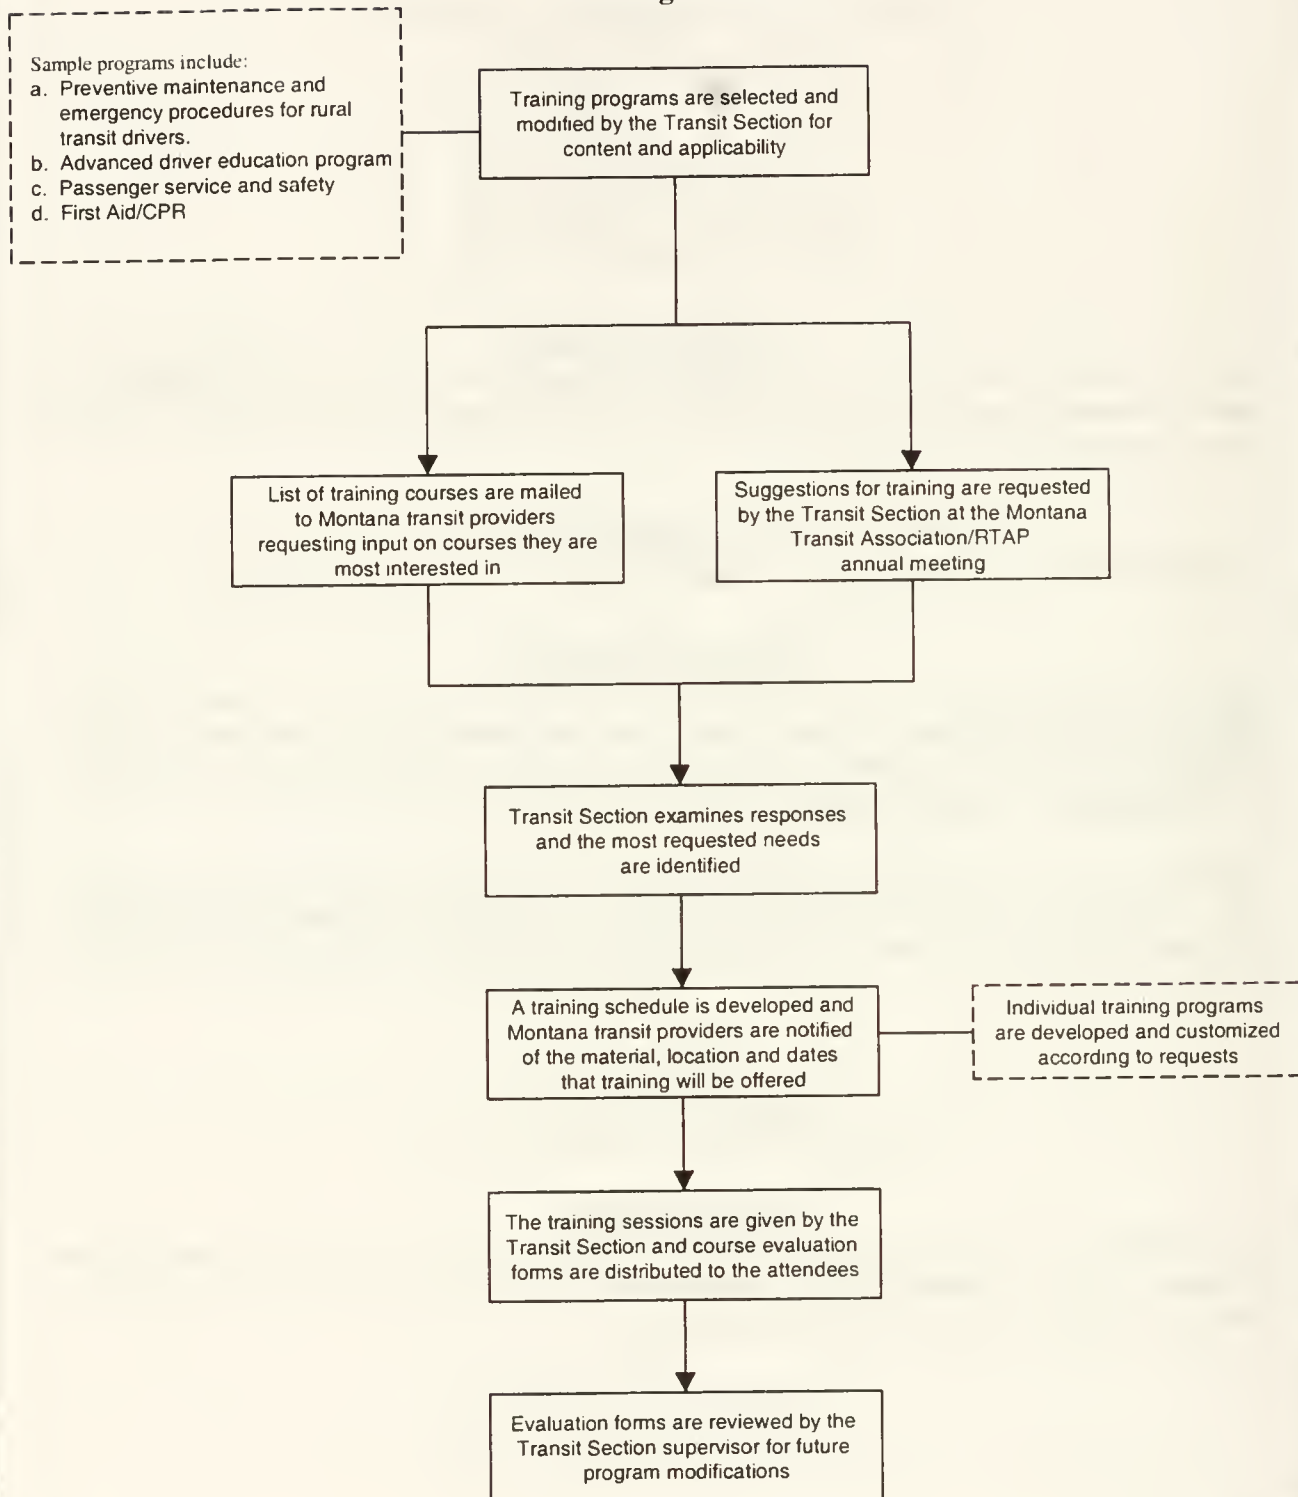 Sample programs include:
a. Preventive maintenance and
emergency procedures for rural
transit drivers.
b. Advanced driver education program
c. Passenger service and safety
d. First Aid/CPR
Training programs are selected and
modified by the Transit Section for
content and applicability
List of training courses are mailed
to Montana transit providers
requesting input on courses they are
most interested in
Suggestions for training are requested
by the Transit Section at the Montana
Transit Association/RTAP
annual meeting
Transit Section examines responses
and the most requested needs
are identified
A training schedule is developed and
Montana transit providers are notified
of the material, location and dates
that training will be offered
Individual training programs
are developed and customized
according to requests
The training sessions are given by the
Transit Section and course evaluation
forms are distributed to the attendees
Evaluation forms are reviewed by the
Transit Section supervisor for future
program modifications